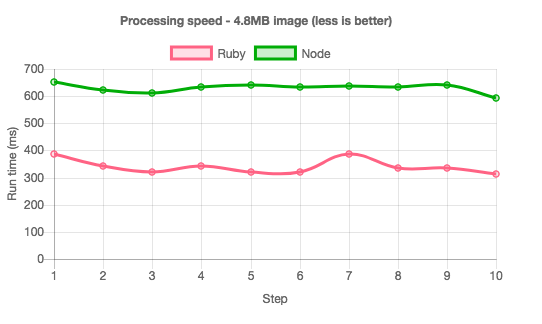 Processing speed - 4.8MB image (less is better)
Ruby Node
Run time (ms)
700
600
500
400
300
200
100
0
1 2 3 4 5 6 7 8 9 10
Step